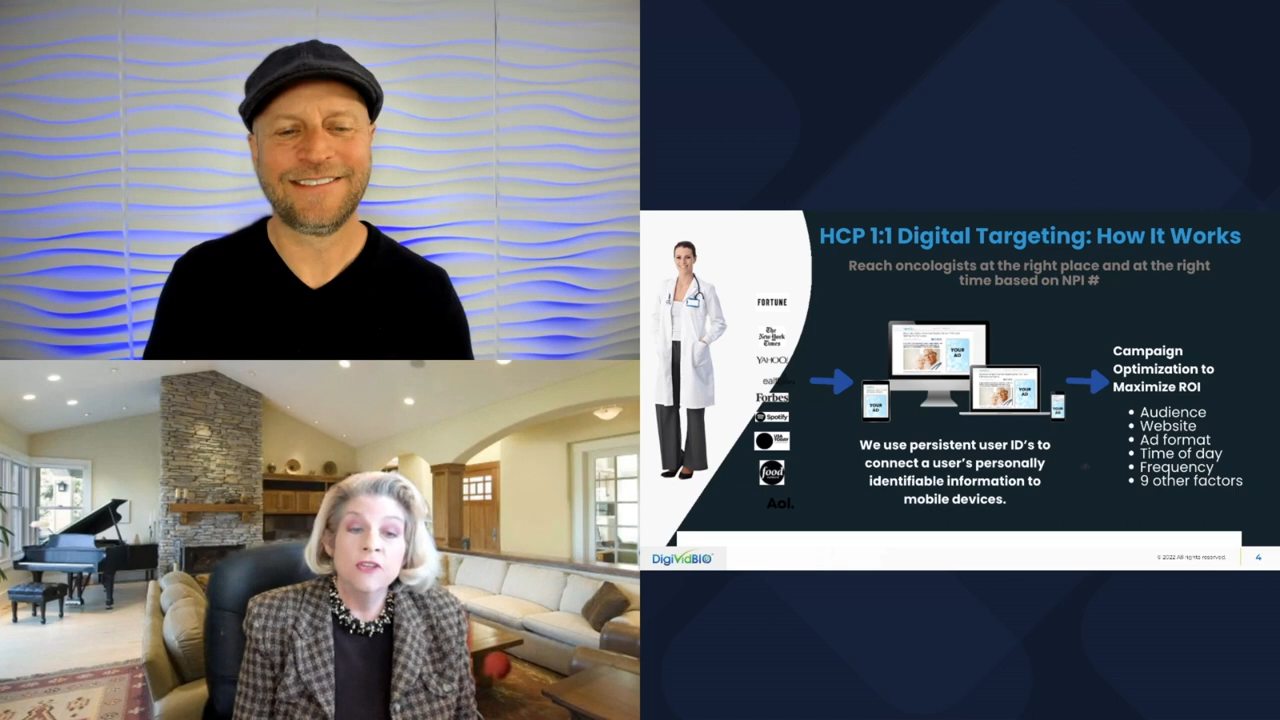 HCP 1:1 Digital Targeting: How It Works
Reach oncologists at the right place and at the right
time based on NPI #
FORTUNE
The
New York
Times
YAHOO!
Forbes
Spotify
USA
TODAY
food
Aol.
YOUR
AD
YOUR
AD
YOUR
AD
YOUR
AD
We use persistent user ID's to
connect a user's personally
identifiable information to
mobile devices.
Campaign
Optimization to
Maximize ROI
• Audience
• Website
• Ad format
• Time of day
• Frequency
• 9 other factors
DigiVidBIO
© 2022 All rights reserved.
4